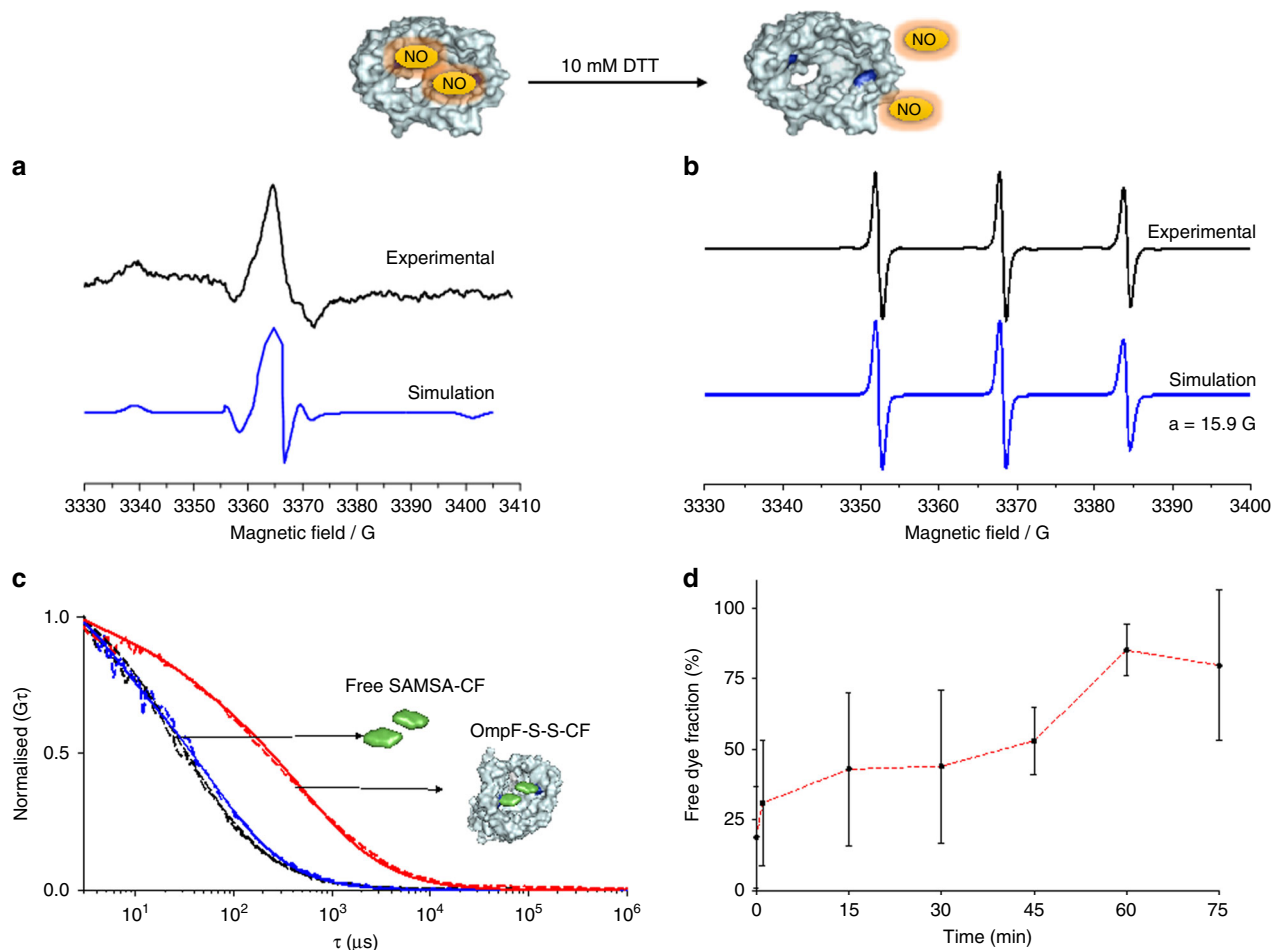 NO
NO
10 mM DTT
NO
NO
a
Experimental
Simulation
3330 3340 3350 3360 3370 3380 3390 3400 3410
Magnetic field / G
b
Experimental
Simulation
a = 15.9 G
3330 3340 3350 3360 3370 3380 3390 3400
Magnetic field / G
c
Normalised (Gτ)
1.0
0.5
0.0
Free SAMSA-CF
OmpF-S-S-CF
10¹ 10² 10³ 10⁴ 10⁵ 10⁶
τ (μs)
d
Free dye fraction (%)
100
75
50
25
0
0 15 30 45 60 75
Time (min)